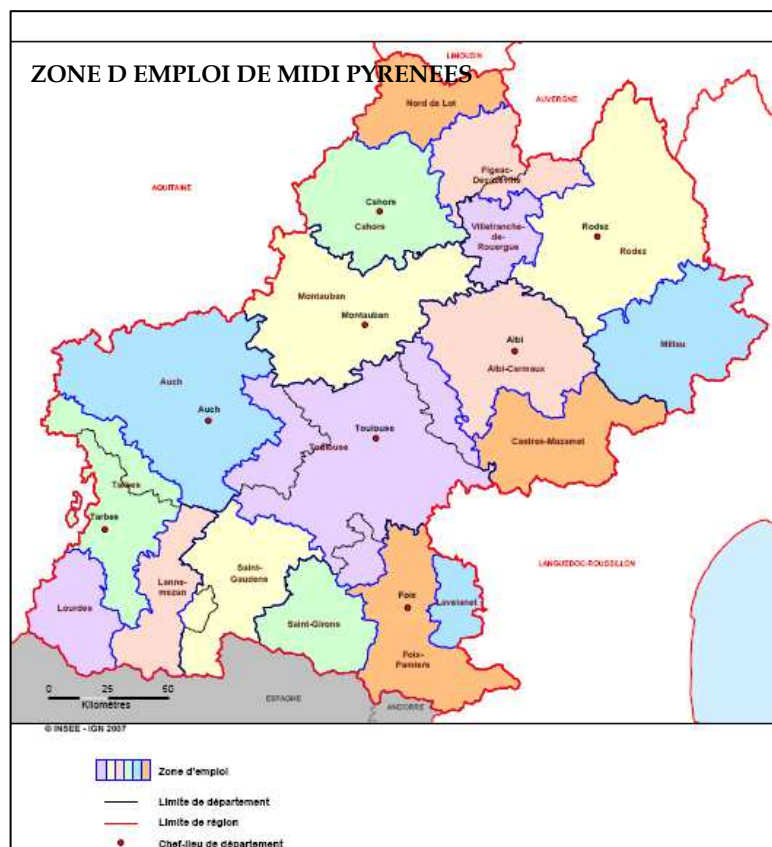 ZONE D EMPLOI DE MIDI PYRENEES
LIMOUSIN
Nord du Lot
AUVERGNE
Figeac-
Decazeville
AQUITAINE
Cahors
Cahors
Villefranche-
de-
Rouergue
Rodez
Rodez
Montauban
Montauban
Albi
Albi-Carmaux
Millau
Auch
Auch
Toulouse
Toulouse
Castres-Mazamet
Tarbes
Tarbes
LANGUEDOC-ROUSSILLON
Saint-
Gaudens
Lanne-
mezan
Lourdes
Saint-Girons
Foix
Lavelanet
Foix-
Pamiers
0 25 50
Kilomètres
ESPAGNE
ANDORRE
© INSEE - IGN 2007
Zone d'emploi
Limite de département
Limite de région
Chef-lieu de département